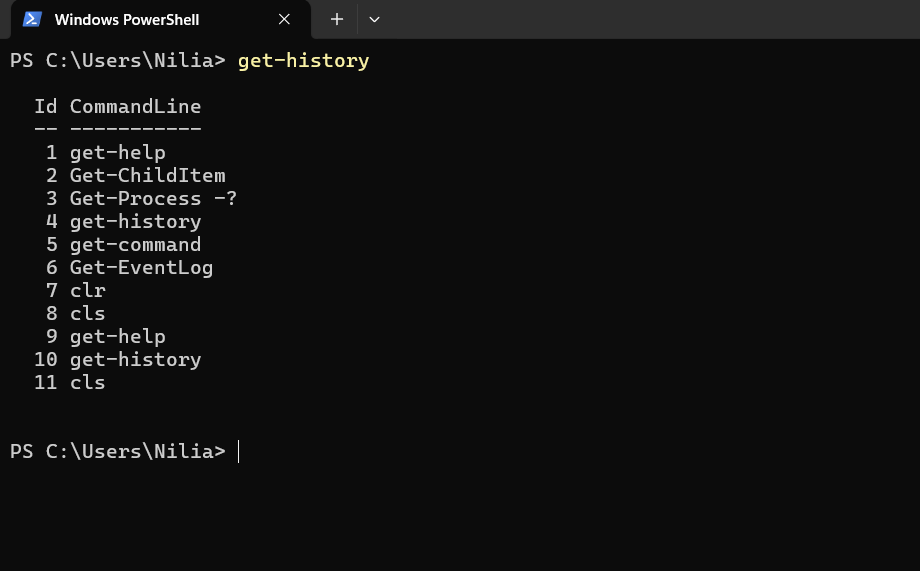 Windows PowerShell
PS C:\Users\Nilia> get-history
Id CommandLine
-- -----------
1 get-help
2 Get-ChildItem
3 Get-Process -?
4 get-history
5 get-command
6 Get-EventLog
7 clr
8 cls
9 get-help
10 get-history
11 cls
PS C:\Users\Nilia>